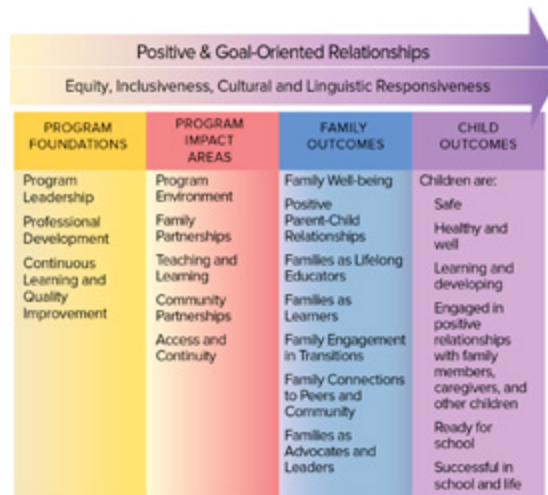 Positive & Goal-Oriented Relationships
Equity, Inclusiveness, Cultural and Linguistic Responsiveness
PROGRAM
FOUNDATIONS
Program
Leadership
Professional
Development
Continuous
Learning and
Quality
Improvement
PROGRAM
IMPACT
AREAS
Program
Environment
Family
Partnerships
Teaching and
Learning
Community
Partnerships
Access and
Continuity
FAMILY
OUTCOMES
Family Well-being
Positive
Parent-Child
Relationships
Families as Lifelong
Educators
Families as
Learners
Family Engagement
in Transitions
Family Connections
to Peers and
Community
Families as
Advocates and
Leaders
CHILD
OUTCOMES
Children are:
Safe
Healthy and
well
Learning and
developing
Engaged in
positive
relationships
with family
members,
caregivers, and
other children
Ready for
school
Successful in
school and life